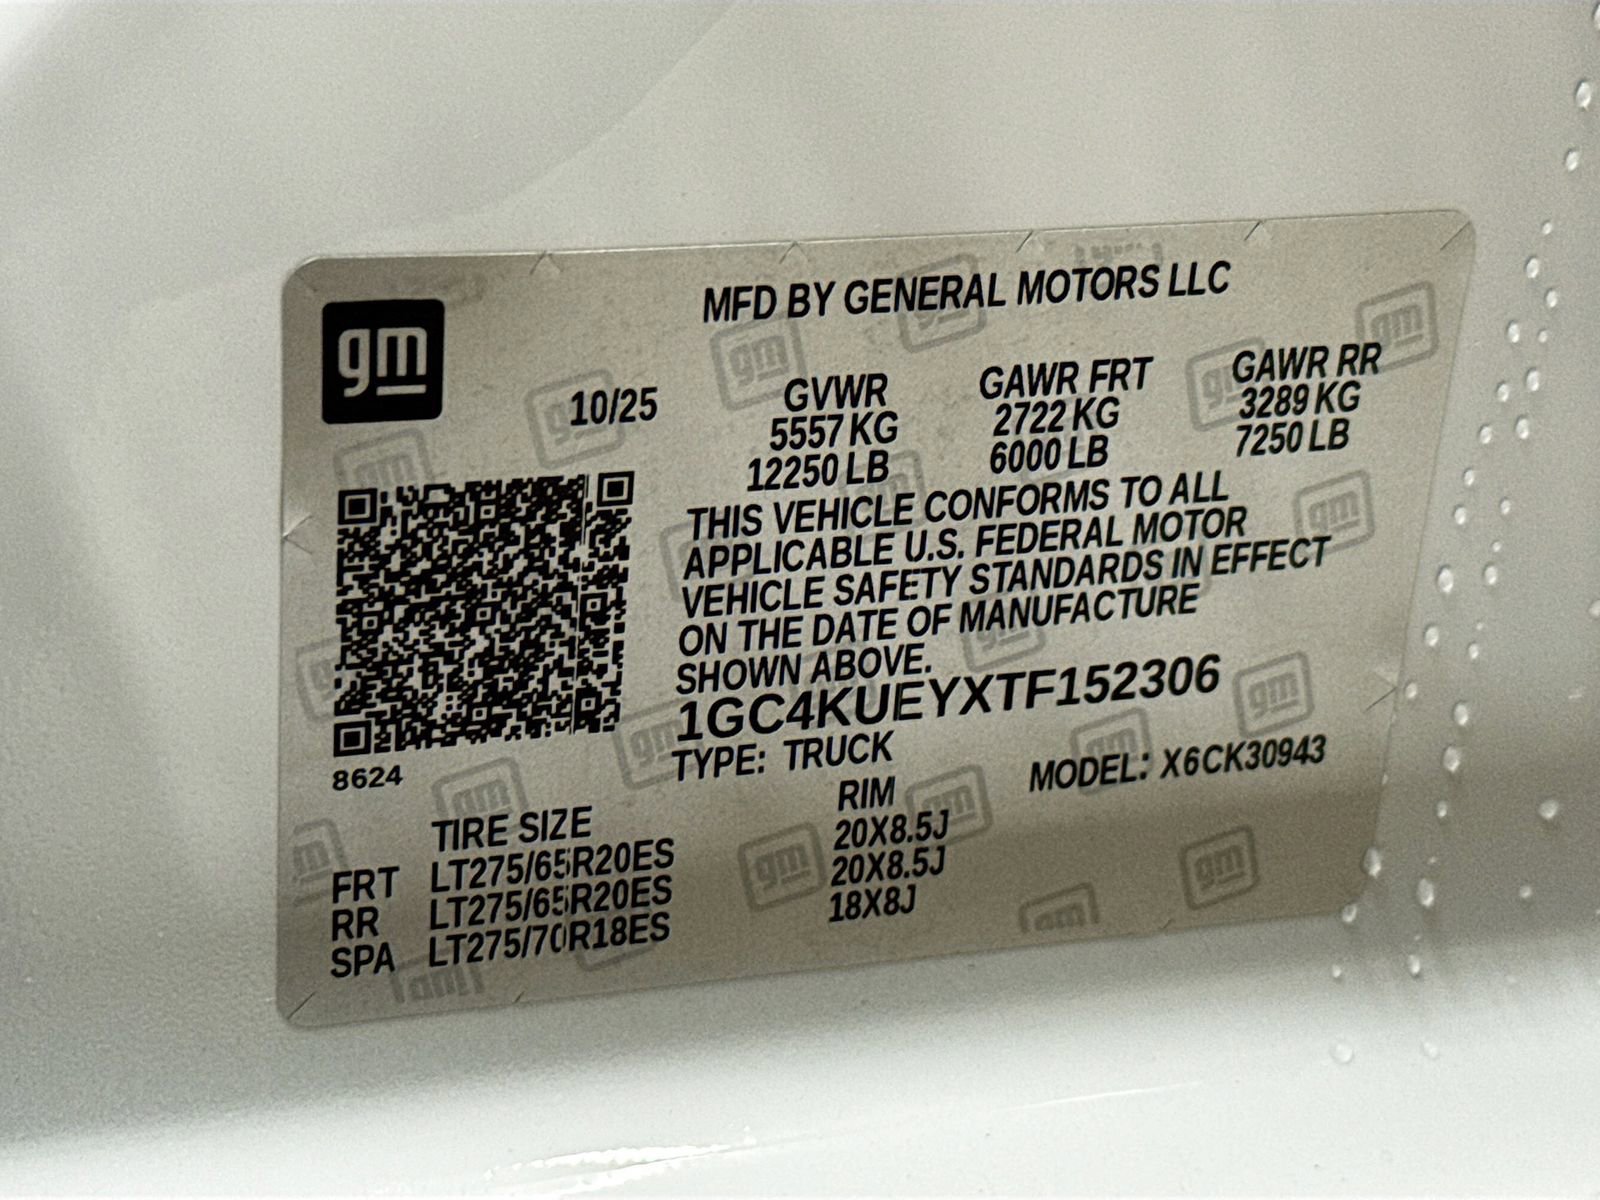 gm
MFD BY GENERAL MOTORS LLC
10/25
GVWR GAWR FRT GAWR RR
5557 KG 2722 KG 3289 KG
12250 LB 6000 LB 7250 LB
THIS VEHICLE CONFORMS TO ALL
APPLICABLE U.S. FEDERAL MOTOR
VEHICLE SAFETY STANDARDS IN EFFECT
ON THE DATE OF MANUFACTURE
SHOWN ABOVE.
1GC4KUEYXTF152306
TYPE: TRUCK MODEL: X6CK30943
8624
TIRE SIZE RIM
FRT LT275/65R20ES 20X8.5J
RR LT275/65R20ES 20X8.5J
SPA LT275/70R18ES 18X8J